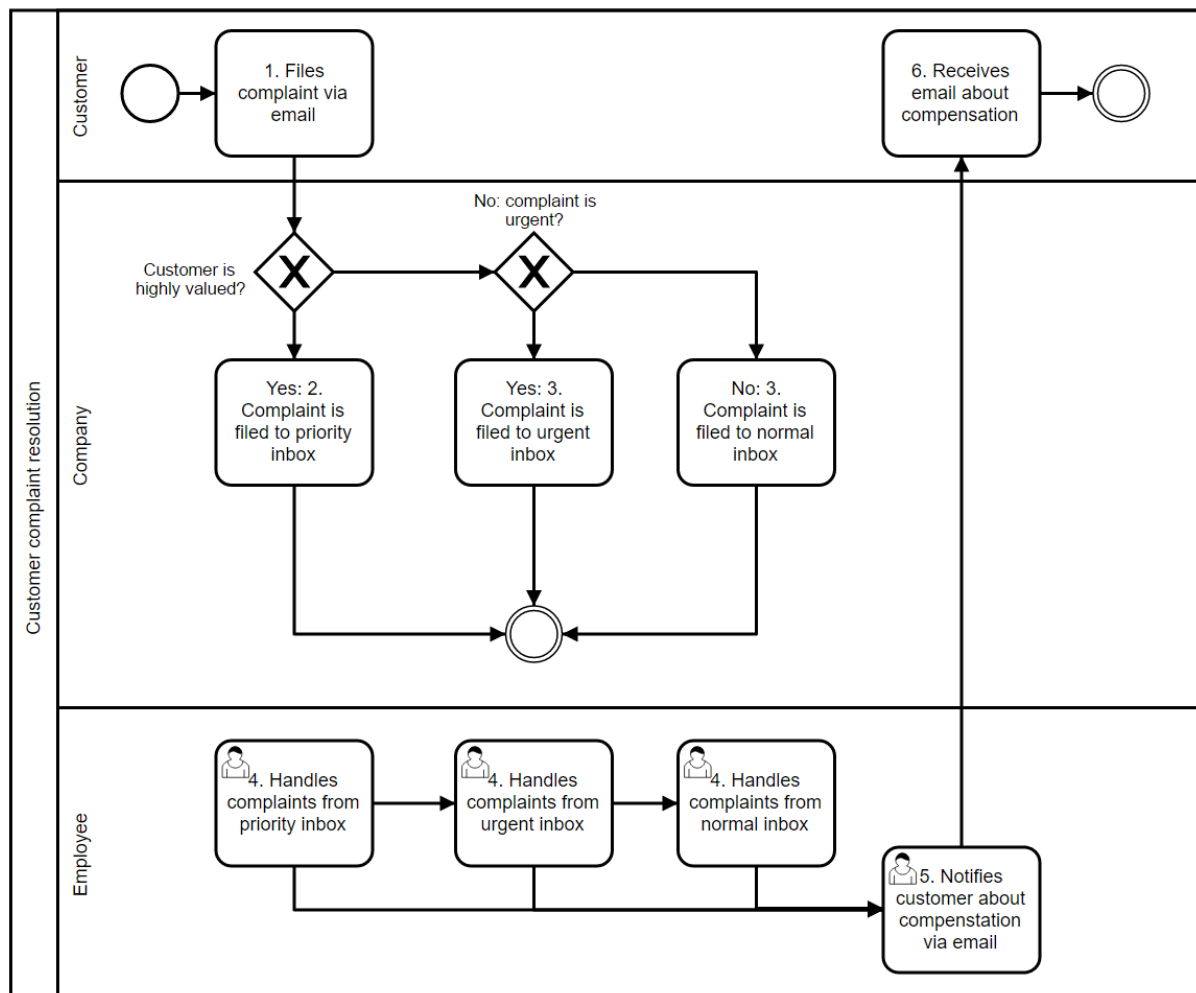 Customer complaint resolution
Customer
1. Files
complaint via
email
6. Receives
email about
compensation
Company
Customer is
highly valued?
No: complaint is
urgent?
Yes: 2.
Complaint is
filed to priority
inbox
Yes: 3.
Complaint is
filed to urgent
inbox
No: 3.
Complaint is
filed to normal
inbox
Employee
4. Handles
complaints from
priority inbox
4. Handles
complaints from
urgent inbox
4. Handles
complaints from
normal inbox
5. Notifies
customer about
compenstation
via email